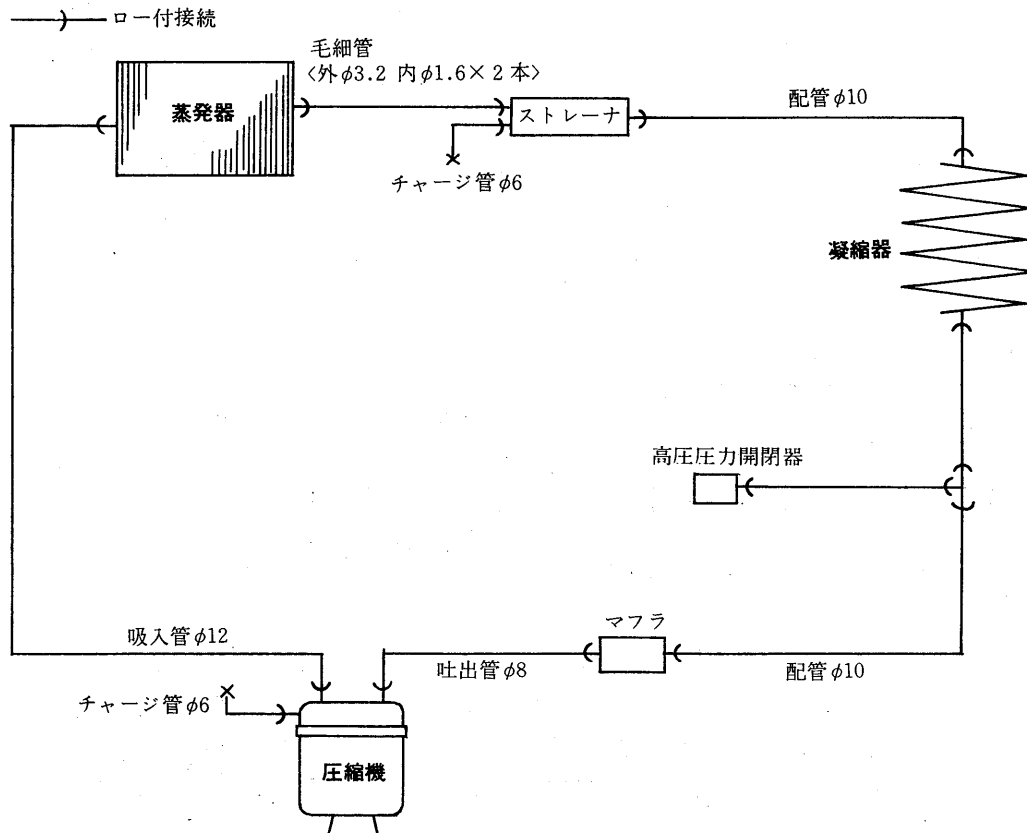 ロー付接続
毛細管
〈外φ3.2 内φ1.6×2本〉
蒸発器
ストレーナ
配管φ10
チャージ管φ6
凝縮器
高圧圧力開閉器
吸入管φ12
マフラ
吐出管φ8
配管φ10
チャージ管φ6
圧縮機